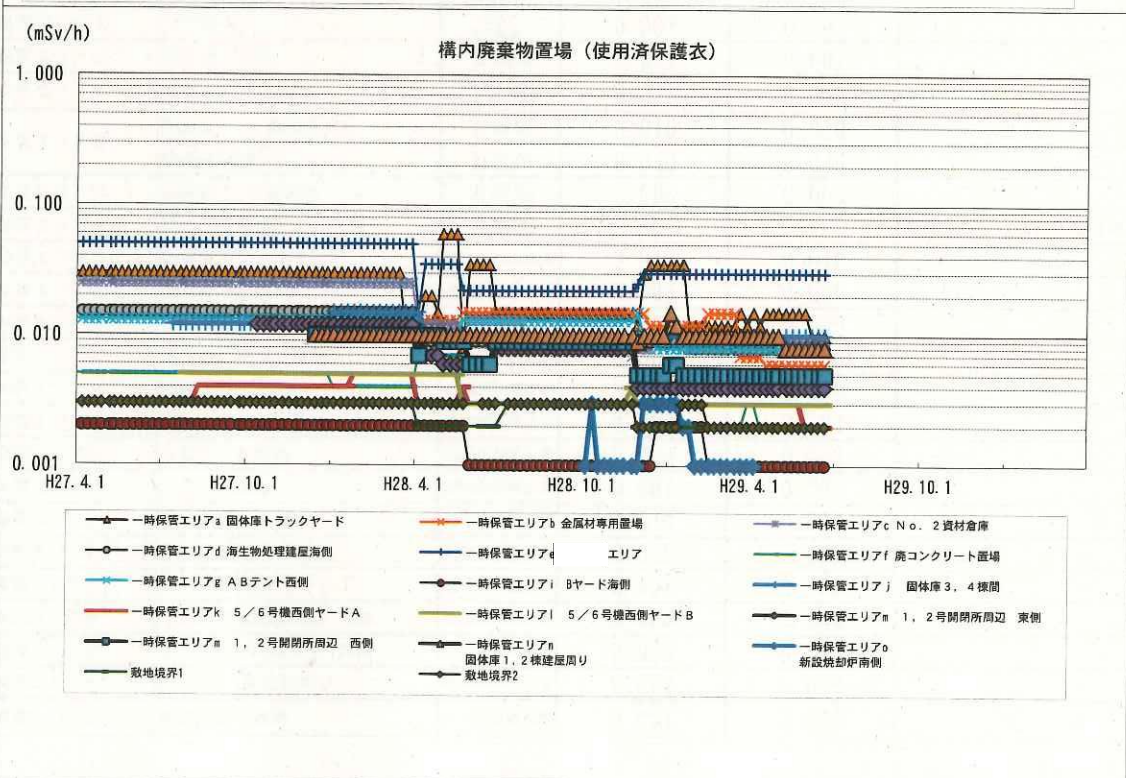 (mSv/h)
構内廃棄物置場（使用済保護衣）
1.000
0.100
0.010
0.001
H27.4.1 H27.10.1 H28.4.1 H28.10.1 H29.4.1 H29.10.1
一時保管エリアa 固体庫トラックヤード 一時保管エリアb 金属材専用置場 一時保管エリアc No．2資材倉庫
一時保管エリアd 海生物処理建屋海側 一時保管エリアe エリア 一時保管エリアf 廃コンクリート置場
一時保管エリアg ABテント西側 一時保管エリアi Bヤード海側 一時保管エリアj 固体庫3，4棟間
一時保管エリアk 5／6号機西側ヤードA 一時保管エリアl 5／6号機西側ヤードB 一時保管エリアm 1，2号開閉所周辺 東側
一時保管エリアm 1，2号開閉所周辺 西側 一時保管エリアn 一時保管エリアo
固体庫1,2棟建屋周り 新設焼却炉南側
敷地境界1 敷地境界2